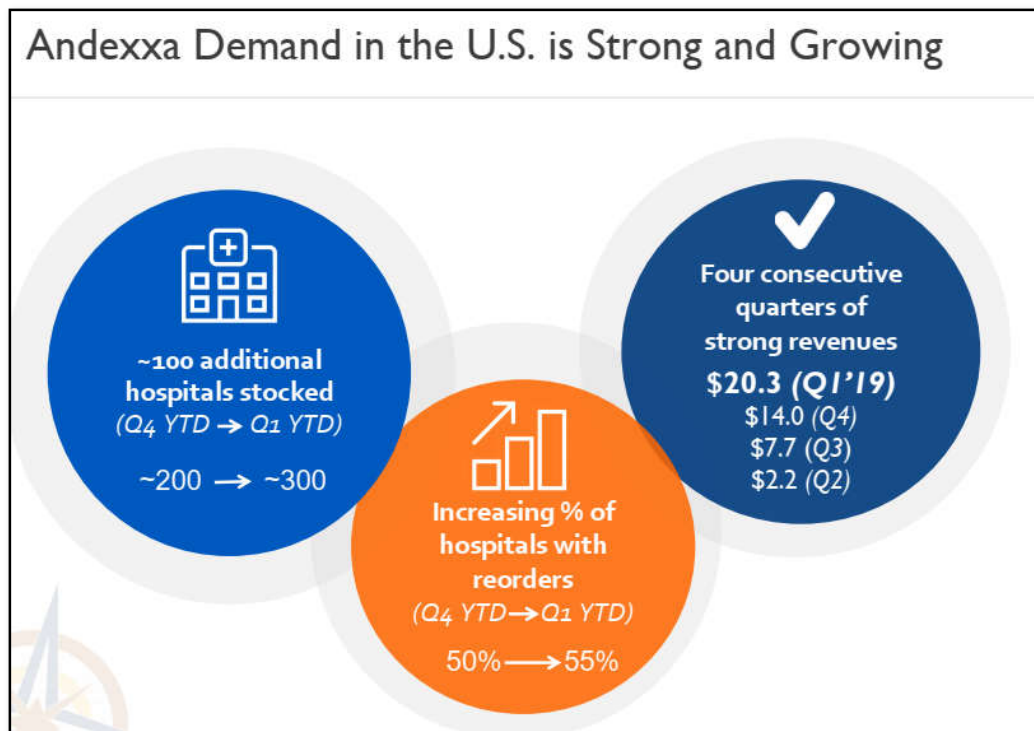 Andexxa Demand in the U.S. is Strong and Growing
~100 additional
hospitals stocked
(Q4 YTD → Q1 YTD)
~200 → ~300
Increasing % of
hospitals with
reorders
(Q4 YTD→Q1 YTD)
50%→55%
Four consecutive
quarters of
strong revenues
$20.3 (Q1'19)
$14.0 (Q4)
$7.7 (Q3)
$2.2 (Q2)